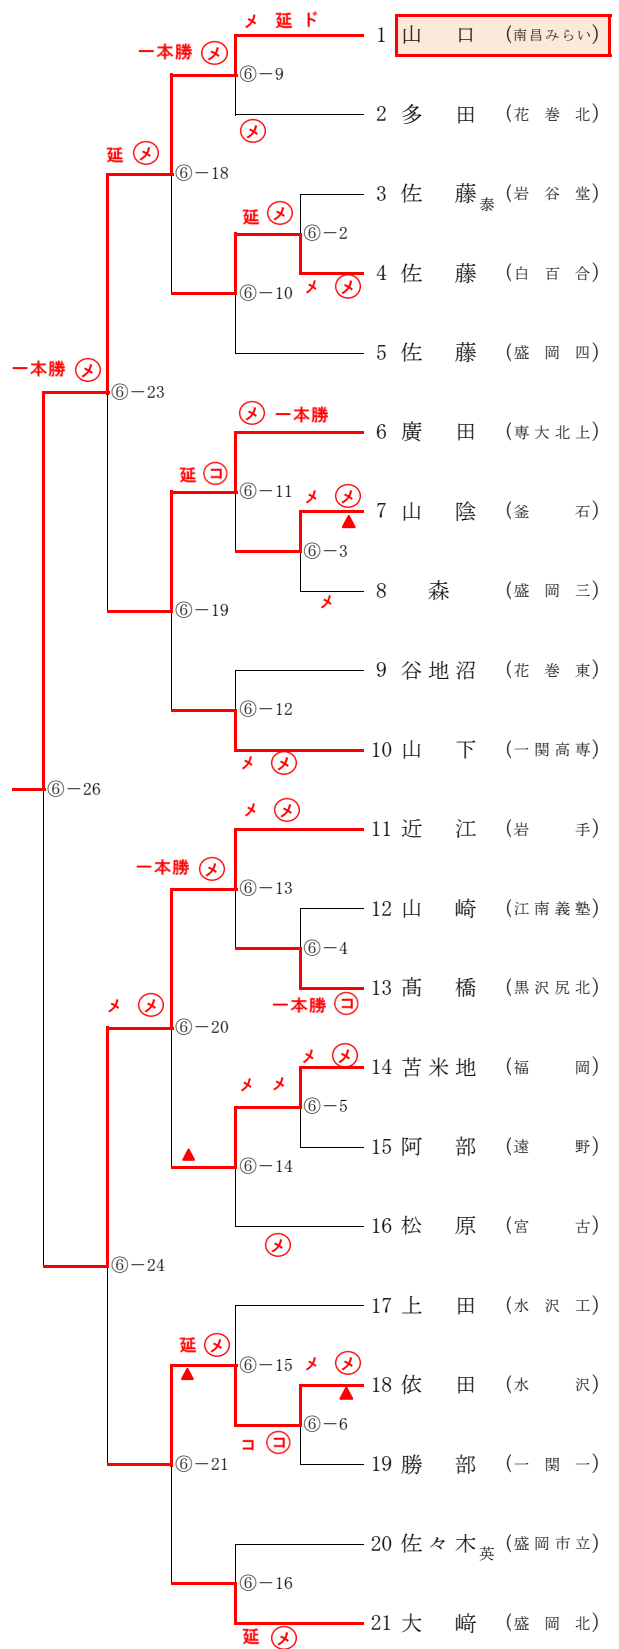 メ 延 ド
1 山口 (南昌みらい)
一本勝 メ
⑥-9
2 多田 (花巻北)
メ
延 メ
⑥-18
3 佐藤泰 (岩谷堂)
延 メ
⑥-2
4 佐藤 (白百合)
⑥-10
メ メ
5 佐藤 (盛岡四)
一本勝 メ
⑥-23
メ 一本勝
6 廣田 (専大北上)
延 コ
⑥-11
メ メ
7 山陰 (釜石)
▲
⑥-3
8 森 (盛岡三)
メ
⑥-19
9 谷地沼 (花巻東)
⑥-12
10 山下 (一関高専)
メ メ
⑥-26
メ メ
11 近江 (岩手)
一本勝 メ
⑥-13
12 山崎 (江南義塾)
⑥-4
13 髙橋 (黒沢尻北)
一本勝 コ
メ メ
⑥-20
メ メ
14 苫米地 (福岡)
メ メ
⑥-5
15 阿部 (遠野)
▲
⑥-14
16 松原 (宮古)
メ
⑥-24
17 上田 (水沢工)
延 メ
▲
⑥-15
メ メ
18 依田 (水沢)
▲
⑥-6
コ コ
19 勝部 (一関一)
⑥-21
20 佐々木英 (盛岡市立)
⑥-16
21 大﨑 (盛岡北)
延 メ